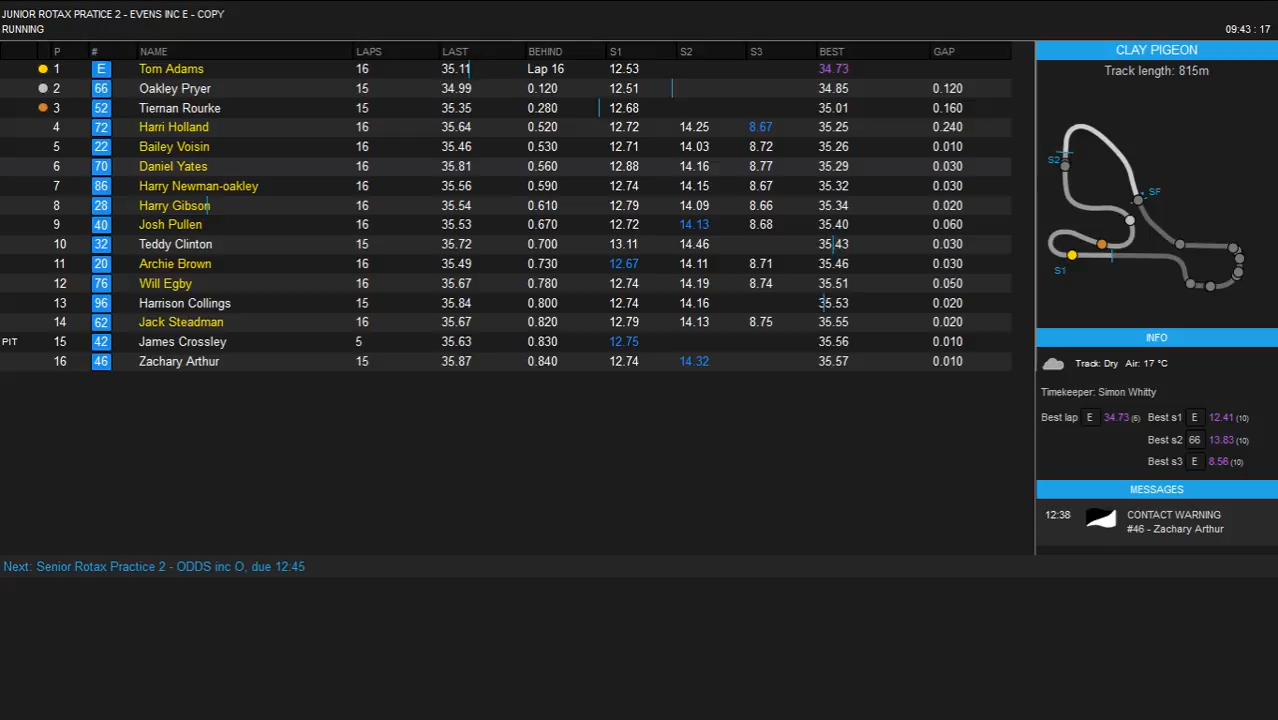 JUNIOR ROTAX PRATICE 2 - EVENS INC E - COPY
RUNNING
09:43 : 17
P # NAME LAPS LAST BEHIND S1 S2 S3 BEST GAP
1 E Tom Adams 16 35.11 Lap 16 12.53 34.73
2 66 Oakley Pryer 15 34.99 0.120 12.51 34.85 0.120
3 52 Tiernan Rourke 15 35.35 0.280 12.68 35.01 0.160
4 72 Harri Holland 16 35.64 0.520 12.72 14.25 8.67 35.25 0.240
5 22 Bailey Voisin 16 35.46 0.530 12.71 14.03 8.72 35.26 0.010
6 70 Daniel Yates 16 35.81 0.560 12.88 14.16 8.77 35.29 0.030
7 86 Harry Newman-oakley 16 35.56 0.590 12.74 14.15 8.67 35.32 0.030
8 28 Harry Gibson 16 35.54 0.610 12.79 14.09 8.66 35.34 0.020
9 40 Josh Pullen 16 35.53 0.670 12.72 14.13 8.68 35.40 0.060
10 32 Teddy Clinton 15 35.72 0.700 13.11 14.46 35.43 0.030
11 20 Archie Brown 16 35.49 0.730 12.67 14.11 8.71 35.46 0.030
12 76 Will Egby 16 35.67 0.780 12.74 14.19 8.74 35.51 0.050
13 96 Harrison Collings 15 35.84 0.800 12.74 14.16 35.53 0.020
14 62 Jack Steadman 16 35.67 0.820 12.79 14.13 8.75 35.55 0.020
PIT 15 42 James Crossley 5 35.63 0.830 12.75 35.56 0.010
16 46 Zachary Arthur 15 35.87 0.840 12.74 14.32 35.57 0.010
CLAY PIGEON
Track length: 815m
S2
SF
S1
INFO
Track: Dry Air: 17 °C
Timekeeper: Simon Whitty
Best lap E 34.73 (6) Best s1 E 12.41 (10)
Best s2 66 13.83 (10)
Best s3 E 8.56 (10)
MESSAGES
12:38 CONTACT WARNING
#46 - Zachary Arthur
Next: Senior Rotax Practice 2 - ODDS inc O, due 12:45